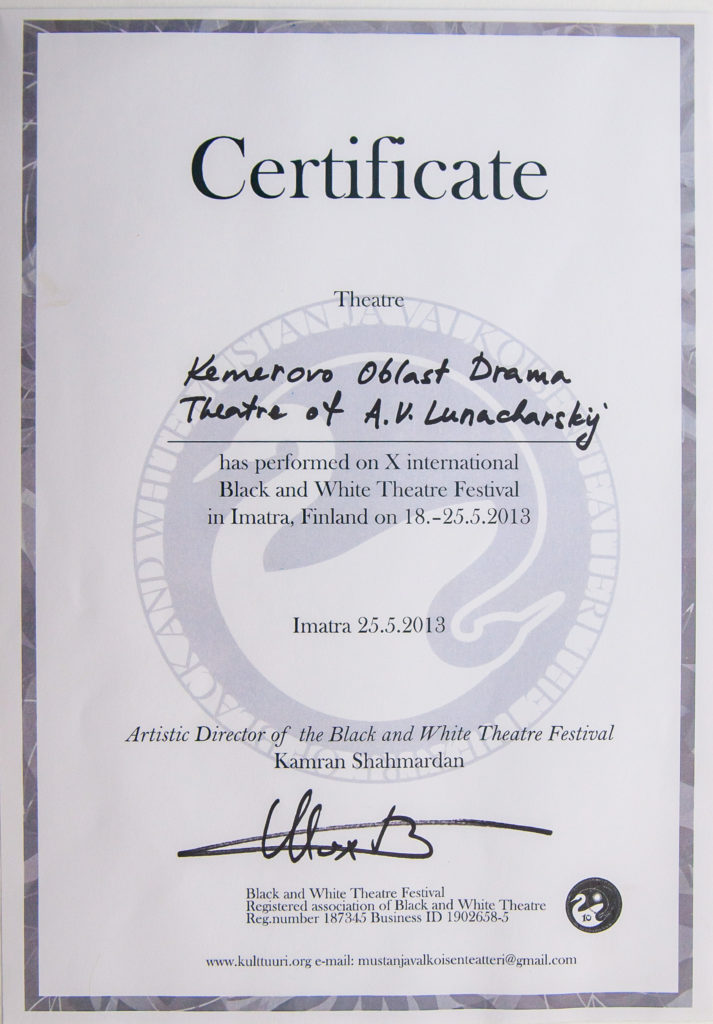 Certificate
Theatre
Kemerovo Oblast Drama
Theatre of A.V. Lunacharskij
has performed on X international
Black and White Theatre Festival
in Imatra, Finland on 18.–25.5.2013
Imatra 25.5.2013
Artistic Director of the Black and White Theatre Festival
Kamran Shahmardan
Black and White Theatre Festival
Registered association of Black and White Theatre
Reg.number 187345 Business ID 1902658-5
10
www.kulttuuri.org e-mail: mustanjavalkoisenteatteri@gmail.com